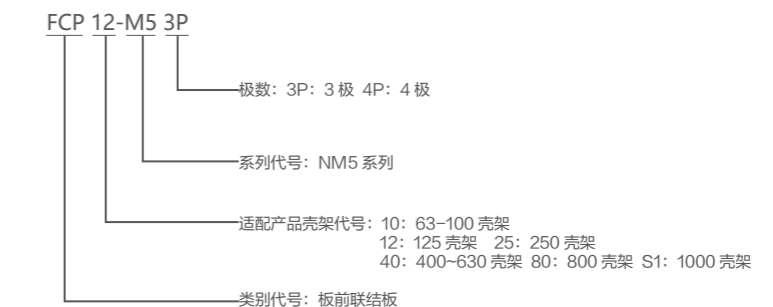 FCP 12-M5 3P
极数：3P：3 极 4P：4 极
系列代号：NM5 系列
适配产品壳架代号：10：63-100 壳架
12：125 壳架 25：250 壳架
40：400~630 壳架 80：800 壳架 S1：1000 壳架
类别代号：板前联结板